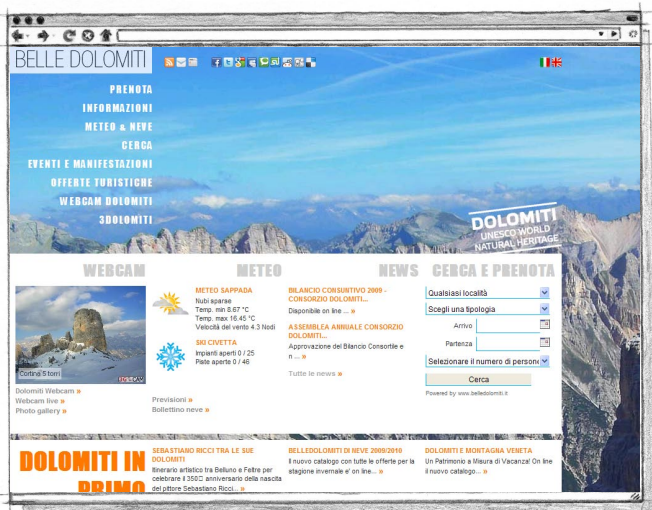 BELLE DOLOMITI
PRENOTA
INFORMAZIONI
METEO & NEVE
CERCA
EVENTI E MANIFESTAZIONI
OFFERTE TURISTICHE
WEBCAM DOLOMITI
3DOLOMITI
DOLOMITI
UNESCO WORLD
NATURAL HERITAGE
WEBCAM
Cortina 5 torri
Dolomiti Webcam »
Webcam live »
Photo gallery »
METEO
METEO SAPPADA
Nubi sparse
Temp. min 8.67 °C
Temp. max 16.45 °C
Velocità del vento 4.3 Nodi
SKI CIVETTA
Impianti aperti 0 / 25
Piste aperte 0 / 46
Previsioni »
Bollettino neve »
NEWS
BILANCIO CONSUNTIVO 2009 -
CONSORZIO DOLOMITI...
Disponibile on line ... »
ASSEMBLEA ANNUALE CONSORZIO
DOLOMITI...
Approvazione del Bilancio Consortile e
n ... »
Tutte le news »
CERCA E PRENOTA
Qualsiasi località
Scegli una tipologia
Arrivo
Partenza
Selezionare il numero di persone
Cerca
Powered by www.belledolomiti.it
DOLOMITI IN
PRIMO
SEBASTIANO RICCI TRA LE SUE
DOLOMITI
Itinerario artistico tra Belluno e Feltre per
celebrare il 350□ anniversario della nascita
del pittore Sebastiano Ricci... »
BELLEDOLOMITI DI NEVE 2009/2010
Il nuovo catalogo con tutte le offerte per la
stagione invernale e' on line... »
DOLOMITI E MONTAGNA VENETA
Un Patrimonio a Misura di Vacanza! On line
il nuovo catalogo... »